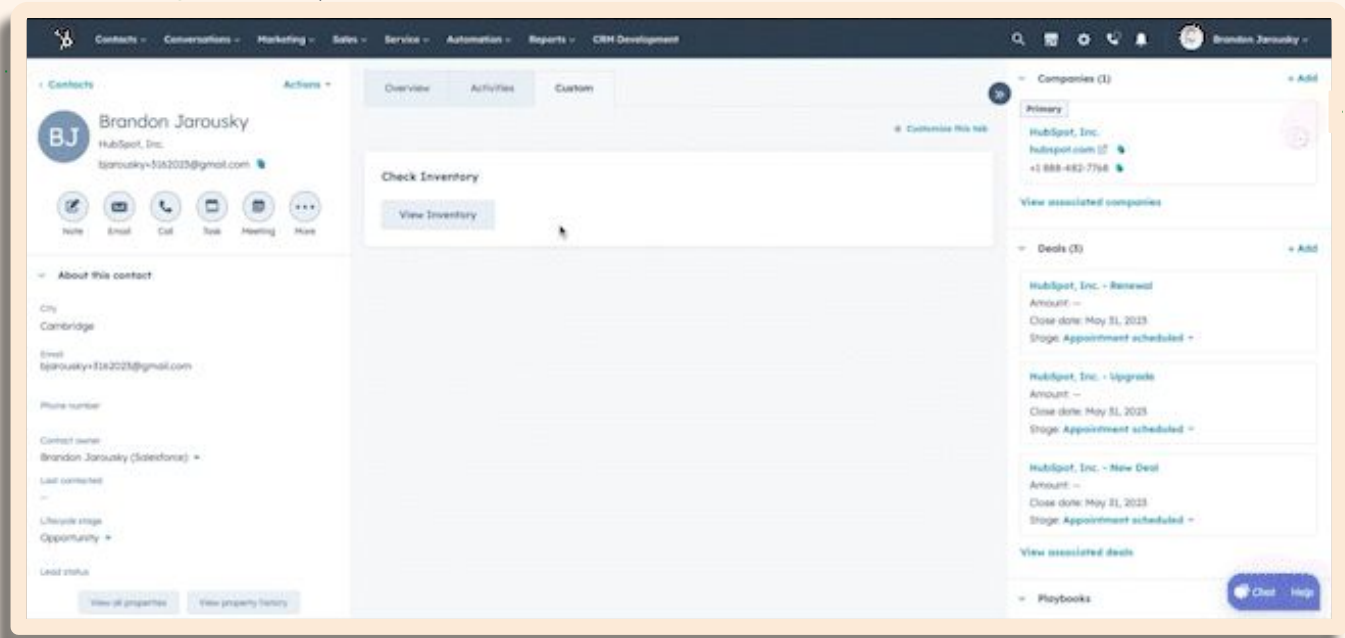 Contacts Conversations Marketing Sales Service Automation Reports CRM Development
Brandon Jarousky
Contacts
Actions
BJ
Brandon Jarousky
HubSpot, Inc.
bjarousky+3162023@gmail.com
Note Email Call Task Meeting More
About this contact
City
Cambridge
Email
bjarousky+3162023@gmail.com
Phone number
Contact owner
Brandon Jarousky (Salesforce)
Last contacted
--
Lifecycle stage
Opportunity
Lead status
View all properties View property history
Overview Activities Custom
Customize this tab
Check Inventory
View Inventory
Companies (1)
+ Add
Primary
HubSpot, Inc.
hubspot.com
+1 888-482-7768
View associated companies
Deals (3)
+ Add
HubSpot, Inc. - Renewal
Amount: --
Close date: May 31, 2023
Stage: Appointment scheduled
HubSpot, Inc. - Upgrade
Amount: --
Close date: May 31, 2023
Stage: Appointment scheduled
HubSpot, Inc. - New Deal
Amount: --
Close date: May 31, 2023
Stage: Appointment scheduled
View associated deals
Playbooks
Chat Help